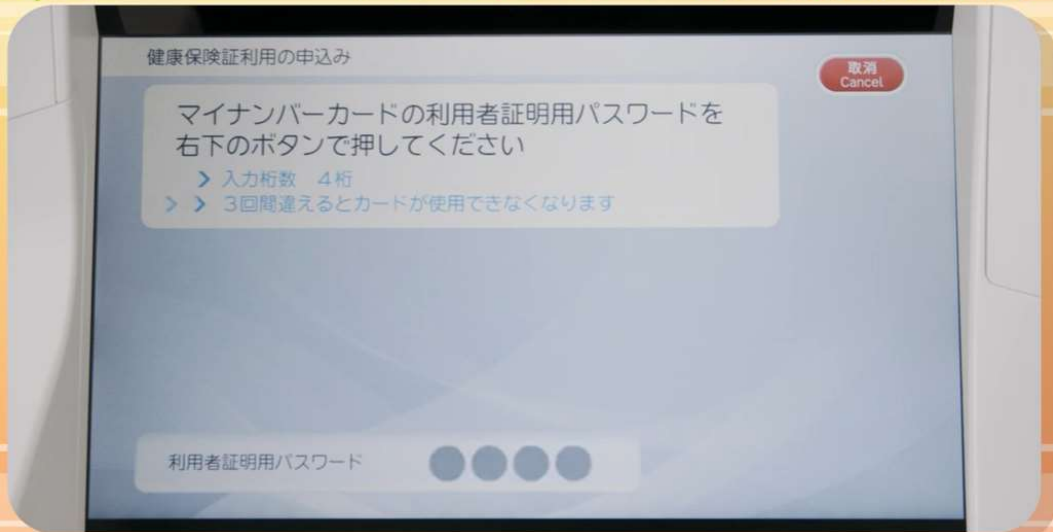 健康保険証利用の申込み
取消
Cancel
マイナンバーカードの利用者証明用パスワードを
右下のボタンで押してください
> 入力桁数 4桁
> > 3回間違えるとカードが使用できなくなります
利用者証明用パスワード